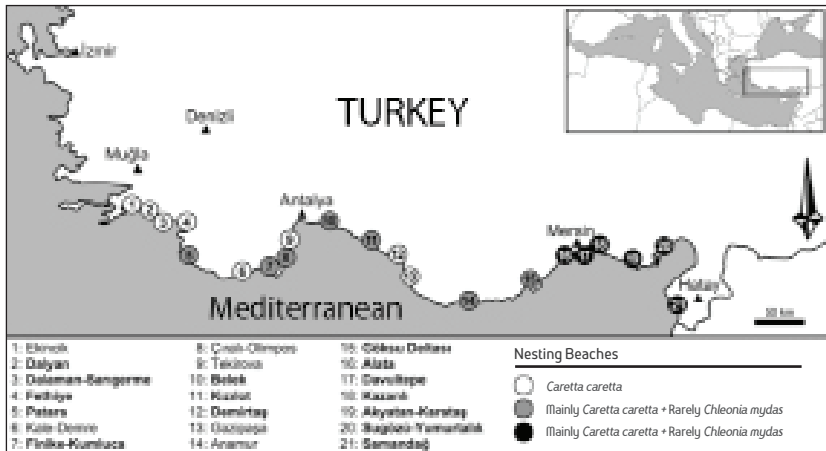 İzmir
Denizli
TURKEY
Muğla
Antalya
Mersin
Hatay
Mediterranean
50 km
1: Ekincik
2: Dalyan
3: Dalaman-Sarıgerme
4: Fethiye
5: Patara
6: Kale-Demre
7: Finike-Kumluca
8: Çıralı-Olimpos
9: Tekirova
10: Belek
11: Kızılot
12: Demirtaş
13: Gazipaşa
14: Anamur
15: Göksu Deltası
16: Alata
17: Davultepe
18: Kazanlı
19: Akyatan-Karataş
20: Sugözü-Yumurtalık
21: Samandağ
Nesting Beaches
Caretta caretta
Mainly Caretta caretta + Rarely Chleonia mydas
Mainly Caretta caretta + Rarely Chleonia mydas